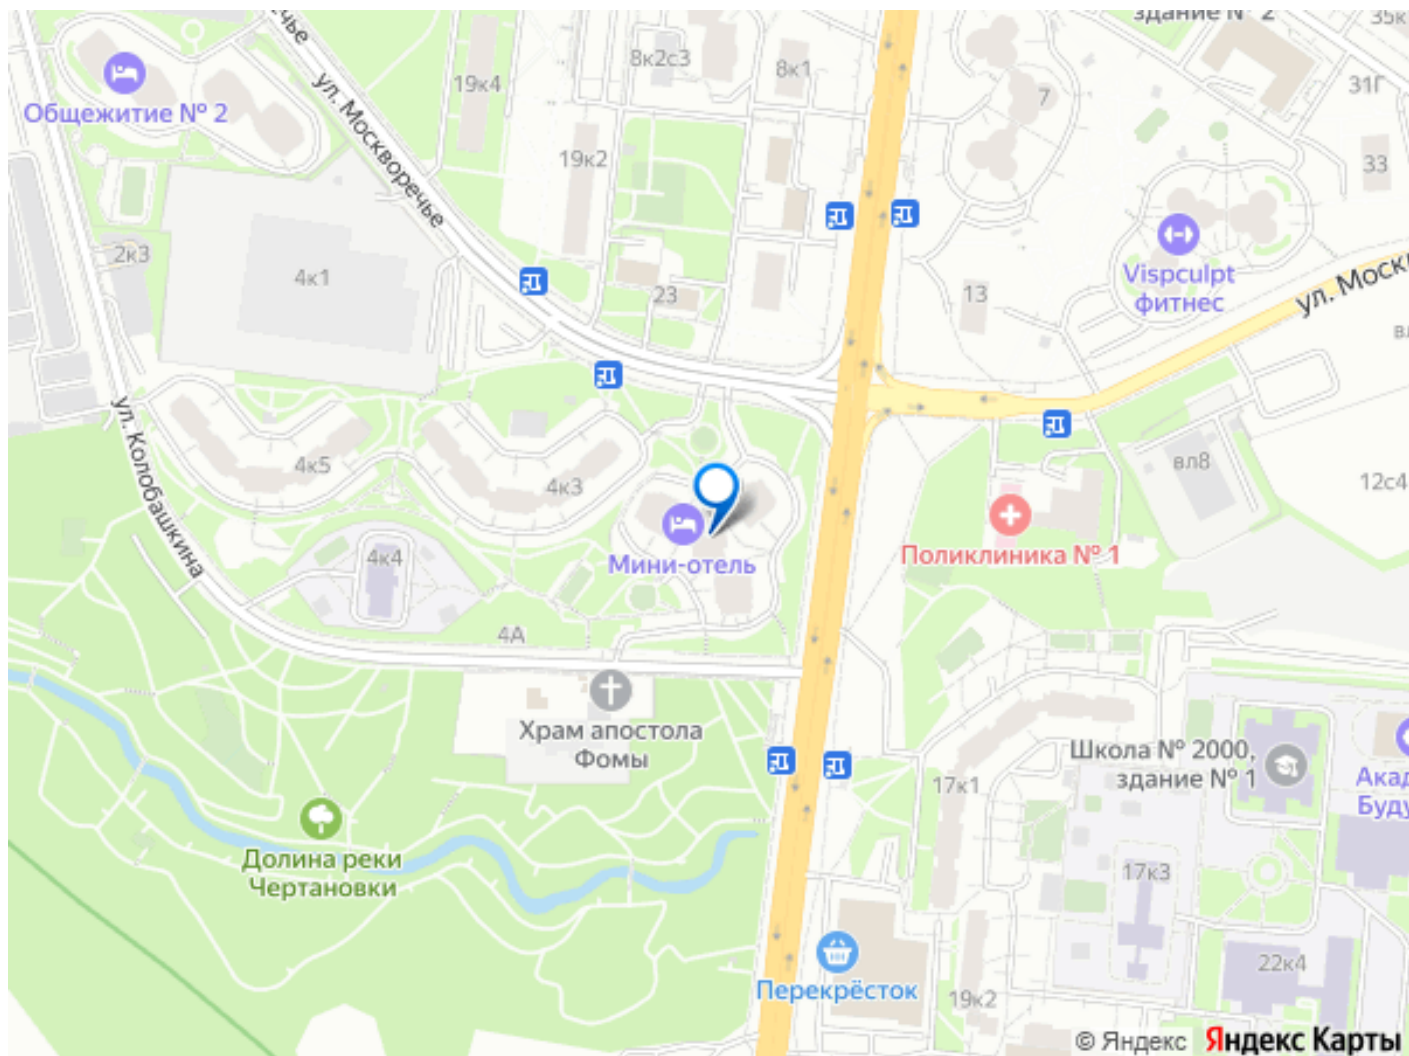 здание № 2
35к
8к2с3
8к1
19к4
7
31Г
Общежитие № 2
ул. Москворечье
19к2
33
2к3
4к1
23
13
Vispculpt
фитнес
ул. Моск
вл
ул. Колобашкина
4к5
4к3
вл8
12с4
4к4
Мини-отель
Поликлиника № 1
4А
Храм апостола
Фомы
Школа № 2000,
здание № 1
17к1
Акад
Буду
Долина реки
Чертановки
17к3
Перекрёсток
19к2
22к4
© Яндекс Яндекс Карты